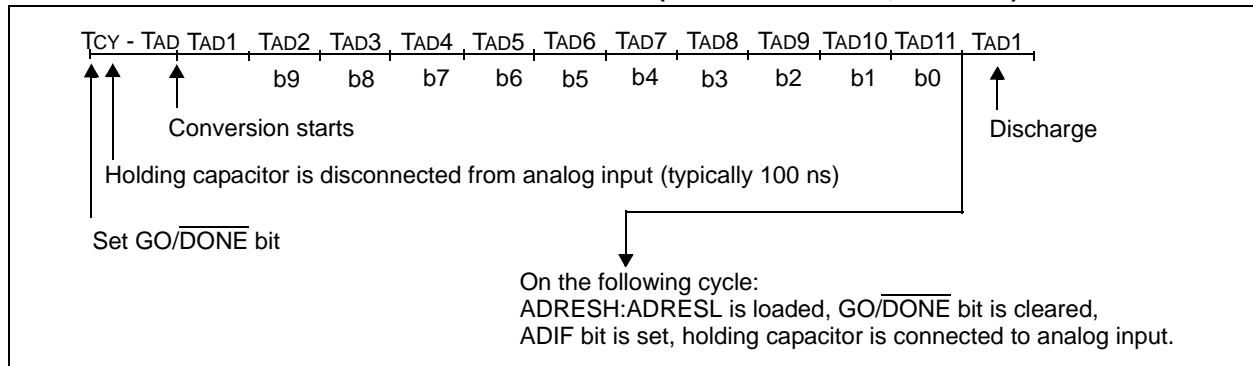 TCY - TAD TAD1 TAD2 TAD3 TAD4 TAD5 TAD6 TAD7 TAD8 TAD9 TAD10 TAD11 TAD1
b9 b8 b7 b6 b5 b4 b3 b2 b1 b0
Conversion starts
Discharge
Holding capacitor is disconnected from analog input (typically 100 ns)
Set GO/DONE bit
On the following cycle:
ADRESH:ADRESL is loaded, GO/DONE bit is cleared,
ADIF bit is set, holding capacitor is connected to analog input.